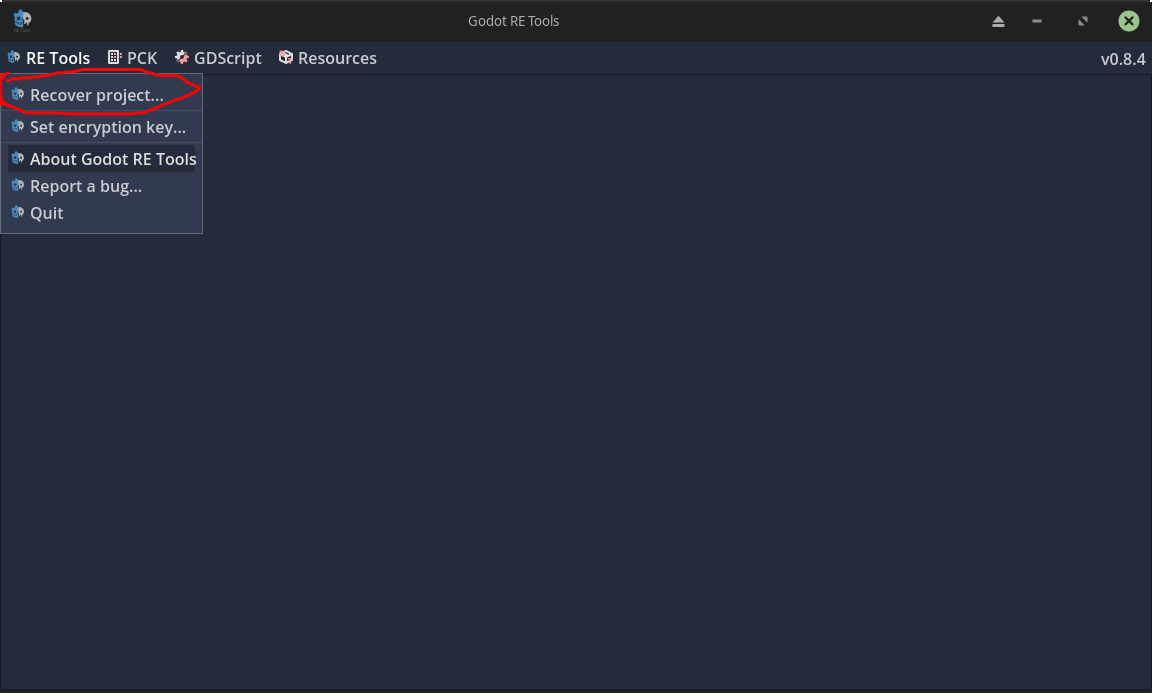 Godot RE Tools
RE Tools PCK GDScript Resources v0.8.4
Recover project...
Set encryption key...
About Godot RE Tools
Report a bug...
Quit